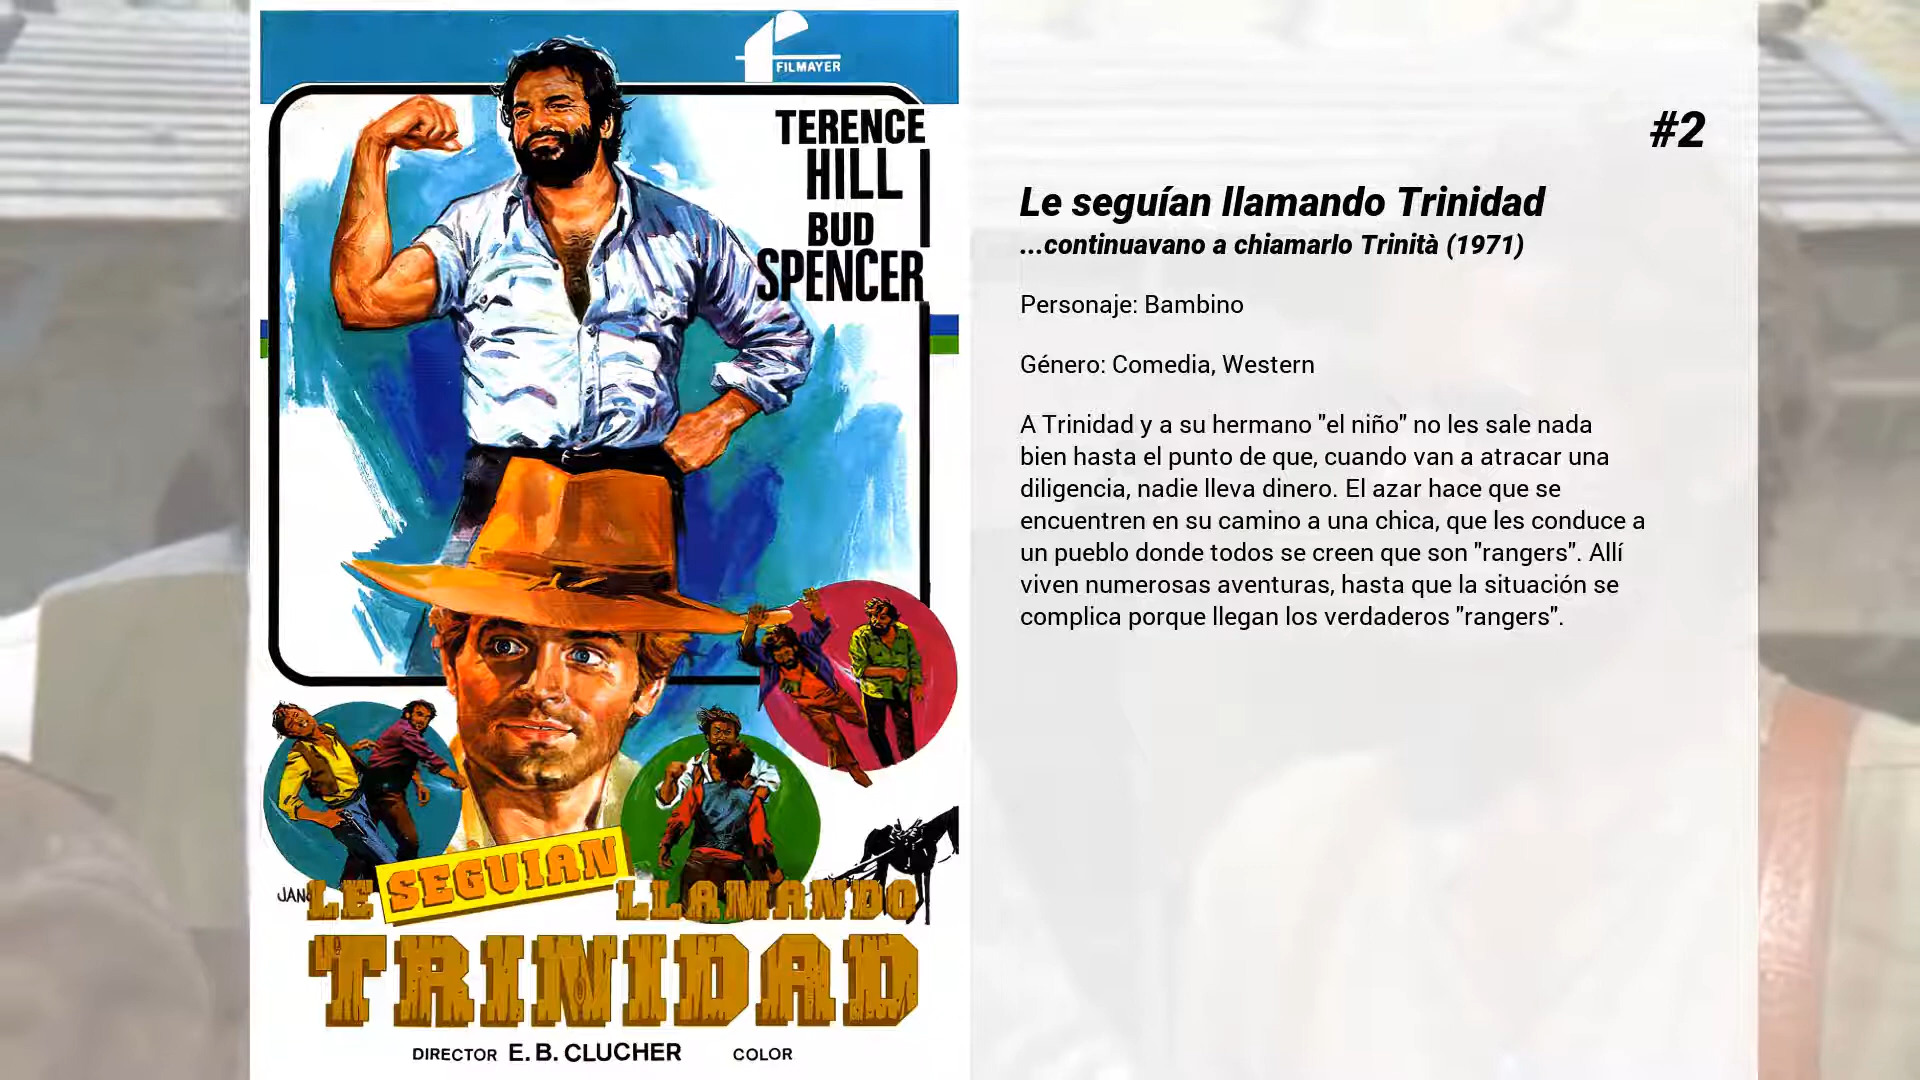 FILMAYER
TERENCE
HILL
BUD
SPENCER
JANO
LE SEGUIAN LLAMANDO
TRINIDAD
DIRECTOR E. B. CLUCHER COLOR
#2
Le seguían llamando Trinidad
...continuavano a chiamarlo Trinità (1971)
Personaje: Bambino
Género: Comedia, Western
A Trinidad y a su hermano "el niño" no les sale nada
bien hasta el punto de que, cuando van a atracar una
diligencia, nadie lleva dinero. El azar hace que se
encuentren en su camino a una chica, que les conduce a
un pueblo donde todos se creen que son "rangers". Allí
viven numerosas aventuras, hasta que la situación se
complica porque llegan los verdaderos "rangers".